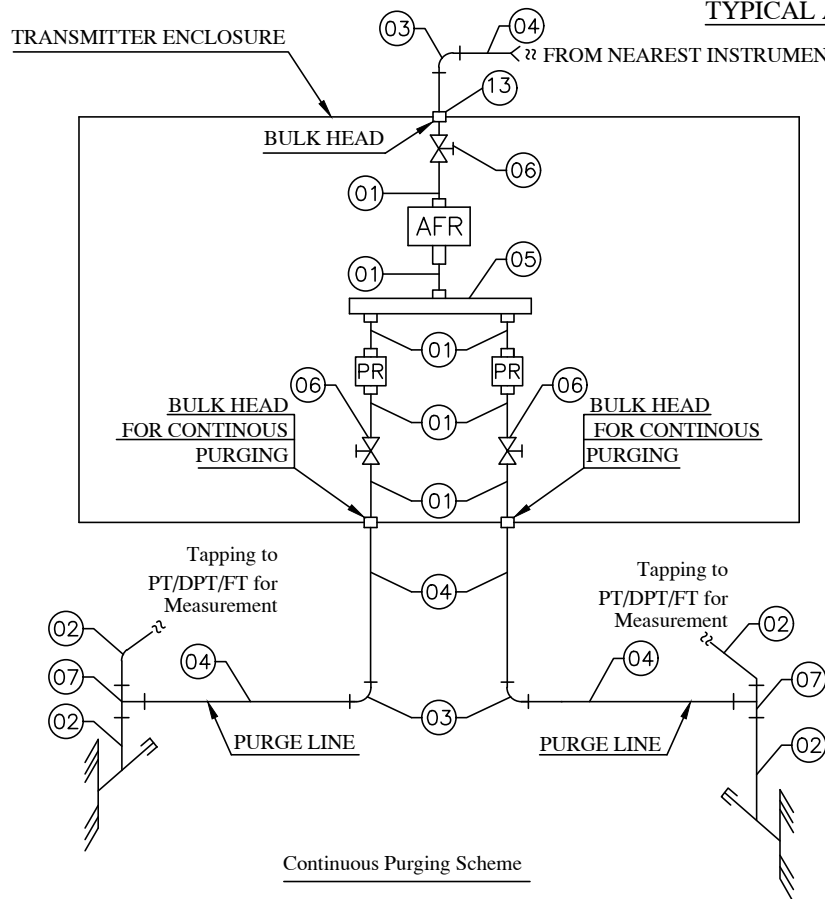 TYPICAL A
03
04
TRANSMITTER ENCLOSURE
FROM NEAREST INSTRUMEN
13
BULK HEAD
06
01
AFR
01
05
01
PR
PR
06
06
BULK HEAD
FOR CONTINOUS
PURGING
01
BULK HEAD
FOR CONTINOUS
PURGING
01
Tapping to
PT/DPT/FT for
Measurement
Tapping to
PT/DPT/FT for
Measurement
04
02
02
04
04
07
07
02
03
02
PURGE LINE
PURGE LINE
Continuous Purging Scheme